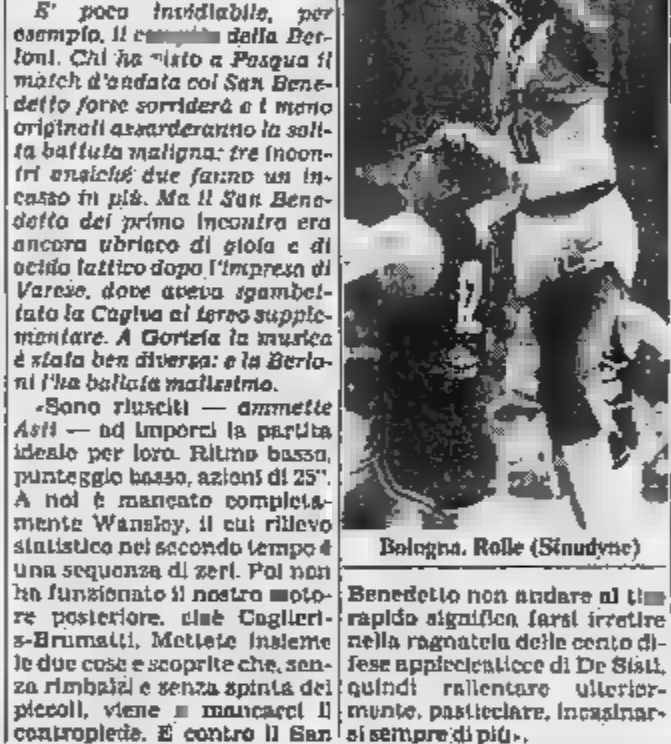 E' poco invidiabile, per
esempio, il della Ber-
loni. Chi ha visto a Pasqua il
match d'andata col San Bene-
detto forse sorriderà e i meno
originali azzarderanno la soli-
ta battuta maligna: tre incon-
tri anziché due fanno un in-
casso in più. Ma il San Bene-
detto del primo incontro era
ancora ubriaco di gioia e di
acido lattico dopo l'impresa di
Varese, dove aveva sgambet-
tato la Cagiva al terzo supple-
mentare. A Gorizia la musica
è stata ben diversa: e la Berlo-
ni l'ha ballata malissimo.
«Sono riusciti — ammette
Asti — ad imporci la partita
ideale per loro. Ritmo basso,
punteggio basso, azioni di 25".
A noi è mancato completa-
mente Wansley, il cui rilievo
statistico nel secondo tempo è
una sequenza di zeri. Poi non
ha funzionato il nostro moto-
re posteriore, cioè Caglieri-
s-Brumatti. Mettete insieme
le due cose e scoprite che, sen-
za rimbalzi e senza spinta dei
piccoli, viene a mancarci il
contropiede. E contro il San
Bologna. Rolle (Sinudyne)
Benedetto non andare al tiro
rapido significa farsi irretire
nella ragnatela delle cento di-
fese appiccicaticce di De Sisti,
quindi rallentare ulterior-
mente, pasticciare, incasinar-
si sempre di più».